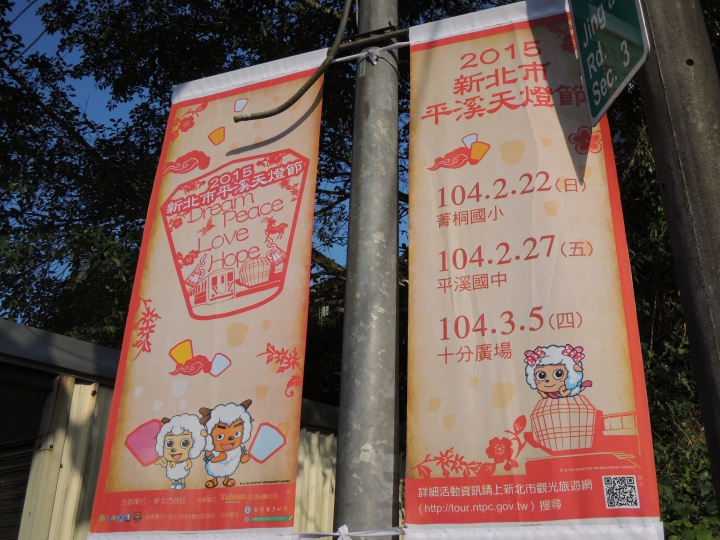 2015
新北市平溪天燈節
Dream
Peace
Love
Hope
主辦單位：新北市政府
2015
新北市
平溪天燈節
104.2.22(日)
菁桐國小
104.2.27(五)
平溪國中
104.3.5(四)
十分廣場
詳細活動資訊請上新北市觀光旅遊網
(http://tour.ntpc.gov.tw) 搜尋
Jing'a
Rd.
Sec. 3